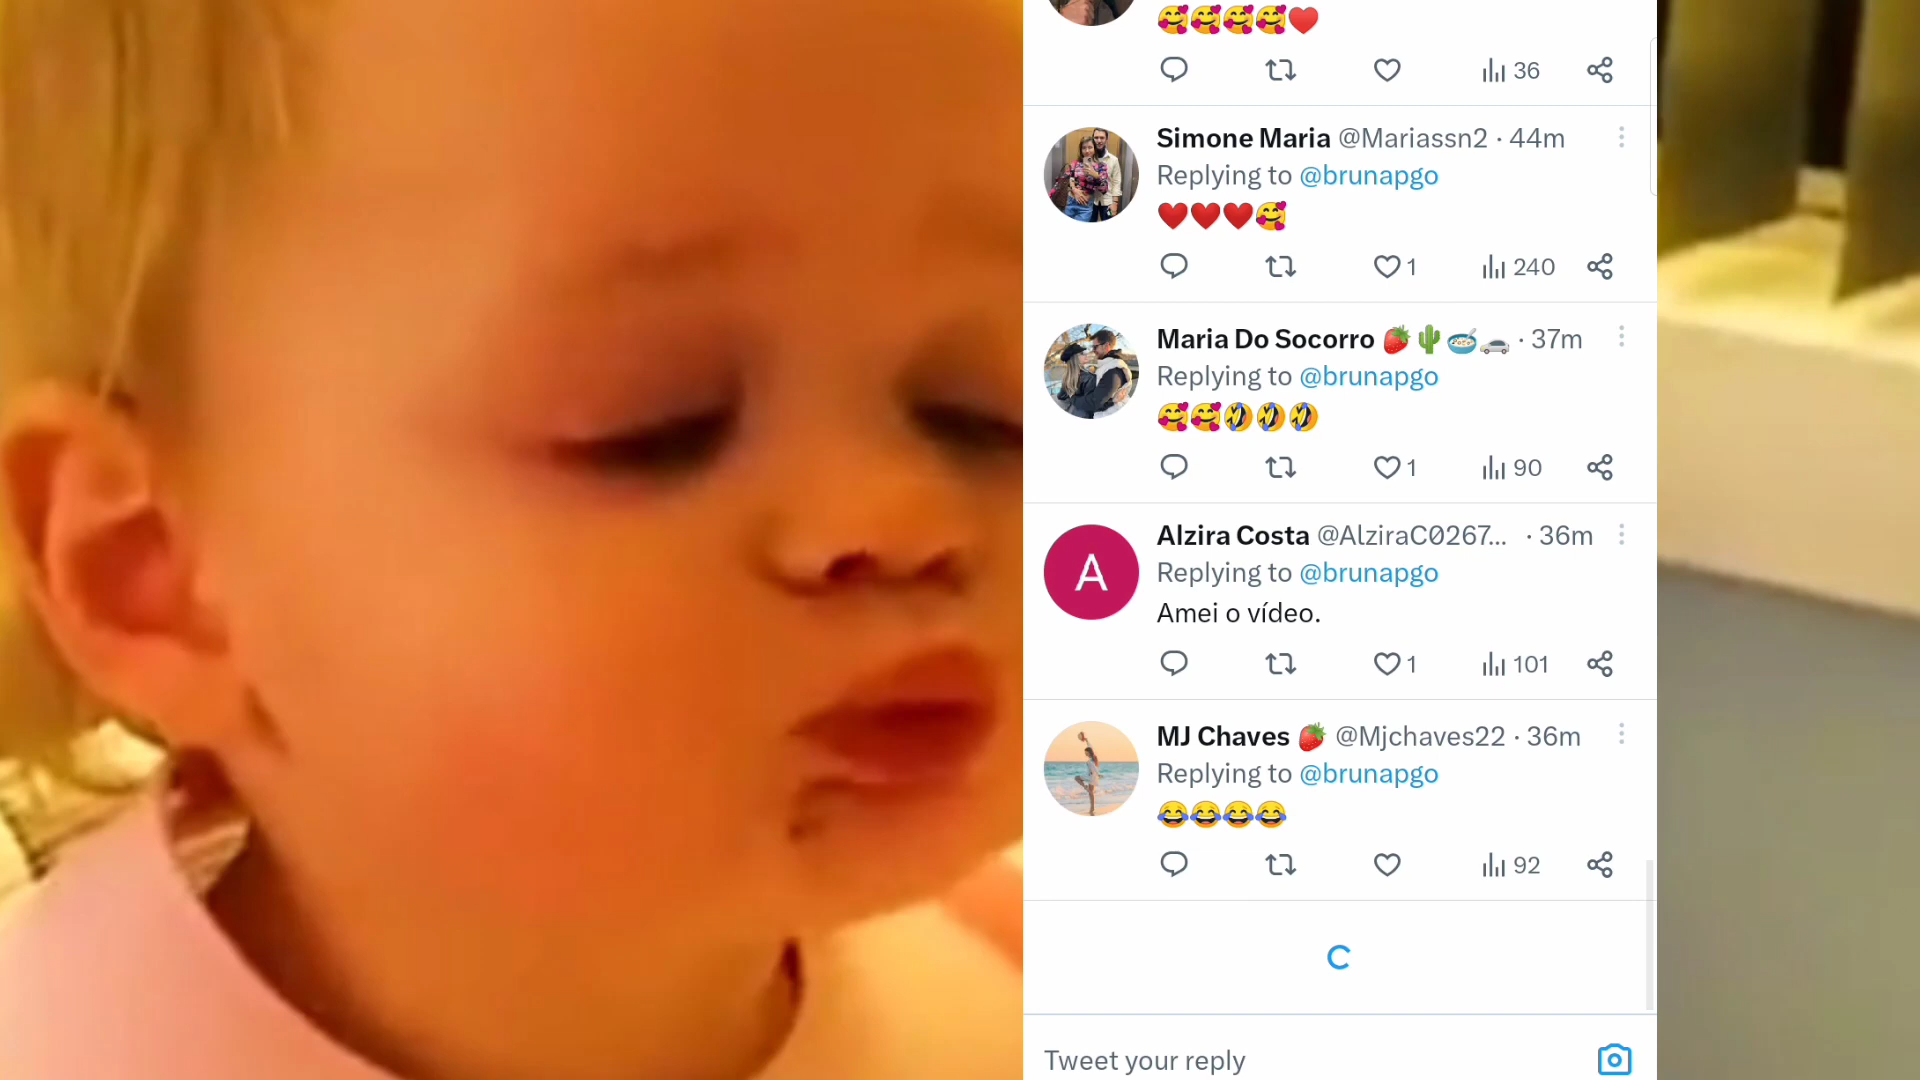 🥰🥰🥰🥰❤️
36
Simone Maria @Mariassn2 · 44m
Replying to @brunapgo
❤️❤️❤️🥰
1 240
Maria Do Socorro 🍓🌵🥣🚗 · 37m
Replying to @brunapgo
🥰🥰🤣🤣🤣
1 90
Alzira Costa @AlziraC0267... · 36m
Replying to @brunapgo
Amei o vídeo.
1 101
A
MJ Chaves 🍓 @Mjchaves22 · 36m
Replying to @brunapgo
😂😂😂😂
92
Tweet your reply